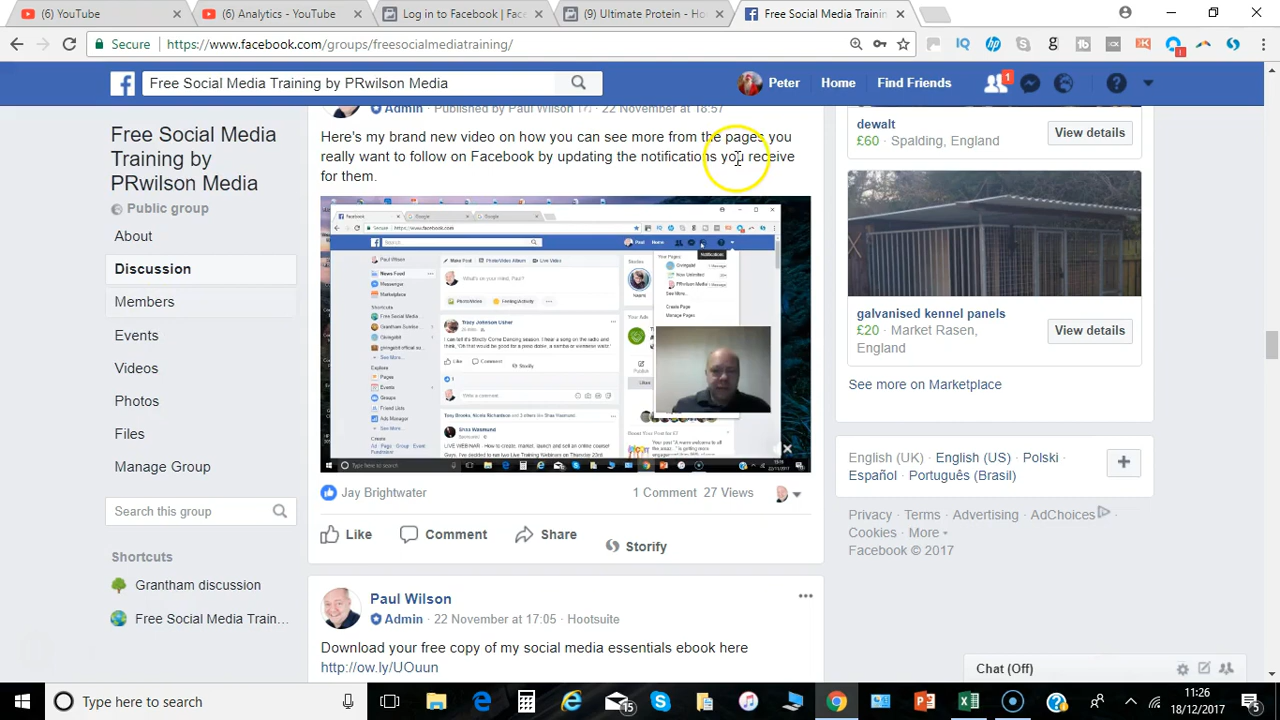 (6) YouTube
(6) Analytics - YouTube
Log in to Facebook | Fac
(9) Ultimate Protein - Ho
Free Social Media Trainin
Secure https://www.facebook.com/groups/freesocialmediatraining/
Free Social Media Training by PRwilson Media
Peter Home Find Friends
1
Free Social Media
Training by
PRwilson Media
Public group
About
Discussion
Members
Events
Videos
Photos
Files
Manage Group
Search this group
Shortcuts
Grantham discussion
Free Social Media Train...
Admin Published by Paul Wilson [?] 22 November at 18:57
Here's my brand new video on how you can see more from the pages you
really want to follow on Facebook by updating the notifications you receive
for them.
Jay Brightwater 1 Comment 27 Views
Like Comment Share
Storify
Paul Wilson
Admin 22 November at 17:05 Hootsuite
Download your free copy of my social media essentials ebook here
http://ow.ly/UOuun
dewalt
£60 · Spalding, England
View details
galvanised kennel panels
£20 · Market Rasen,
England
View details
See more on Marketplace
English (UK) · English (US) · Polski ·
Español · Português (Brasil)
Privacy · Terms · Advertising · AdChoices ·
Cookies · More
Facebook © 2017
Chat (Off)
Type here to search
15
11:26
18/12/2017
5